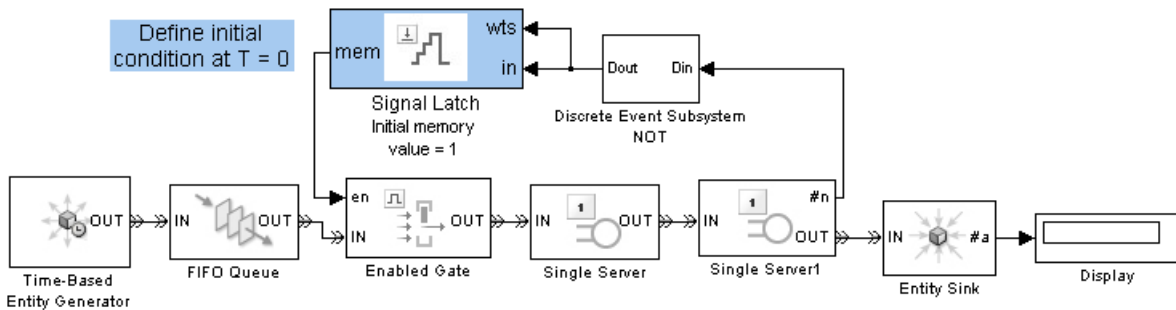 Define initial
condition at T = 0
mem
wts
in
Signal Latch
Initial memory
value = 1
Dout
Din
Discrete Event Subsystem
NOT
OUT
Time-Based
Entity Generator
IN
OUT
FIFO Queue
en
IN
OUT
Enabled Gate
1
IN
OUT
Single Server
1
#n
IN
OUT
Single Server1
IN
#a
Entity Sink
Display